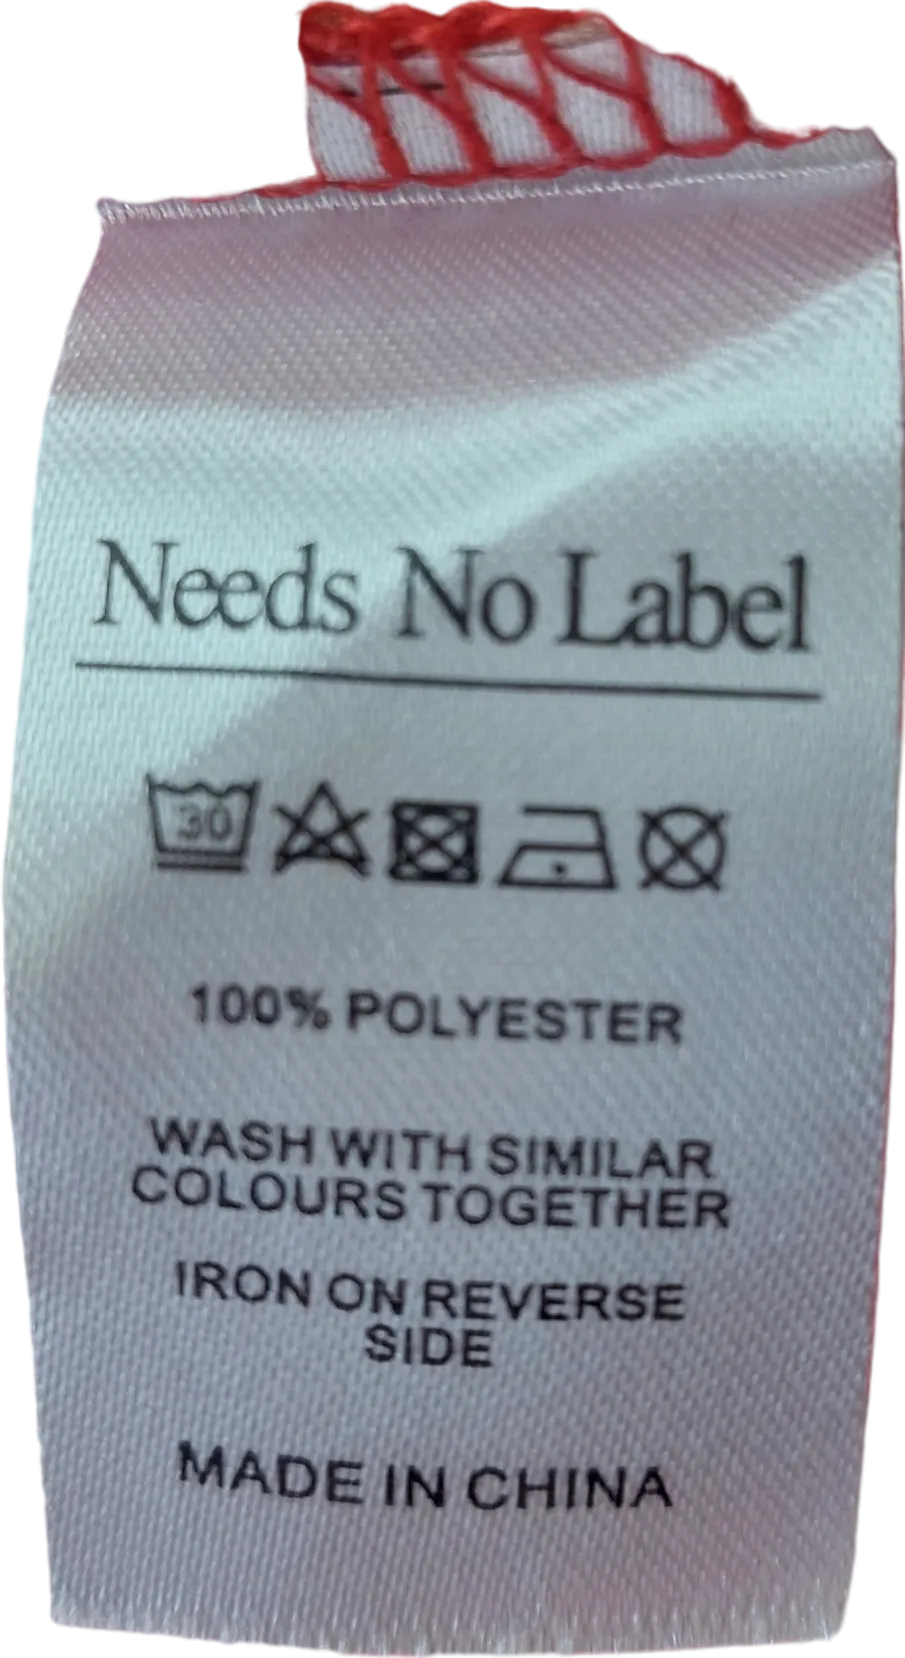 Needs No Label
30
100% POLYESTER
WASH WITH SIMILAR
COLOURS TOGETHER
IRON ON REVERSE
SIDE
MADE IN CHINA